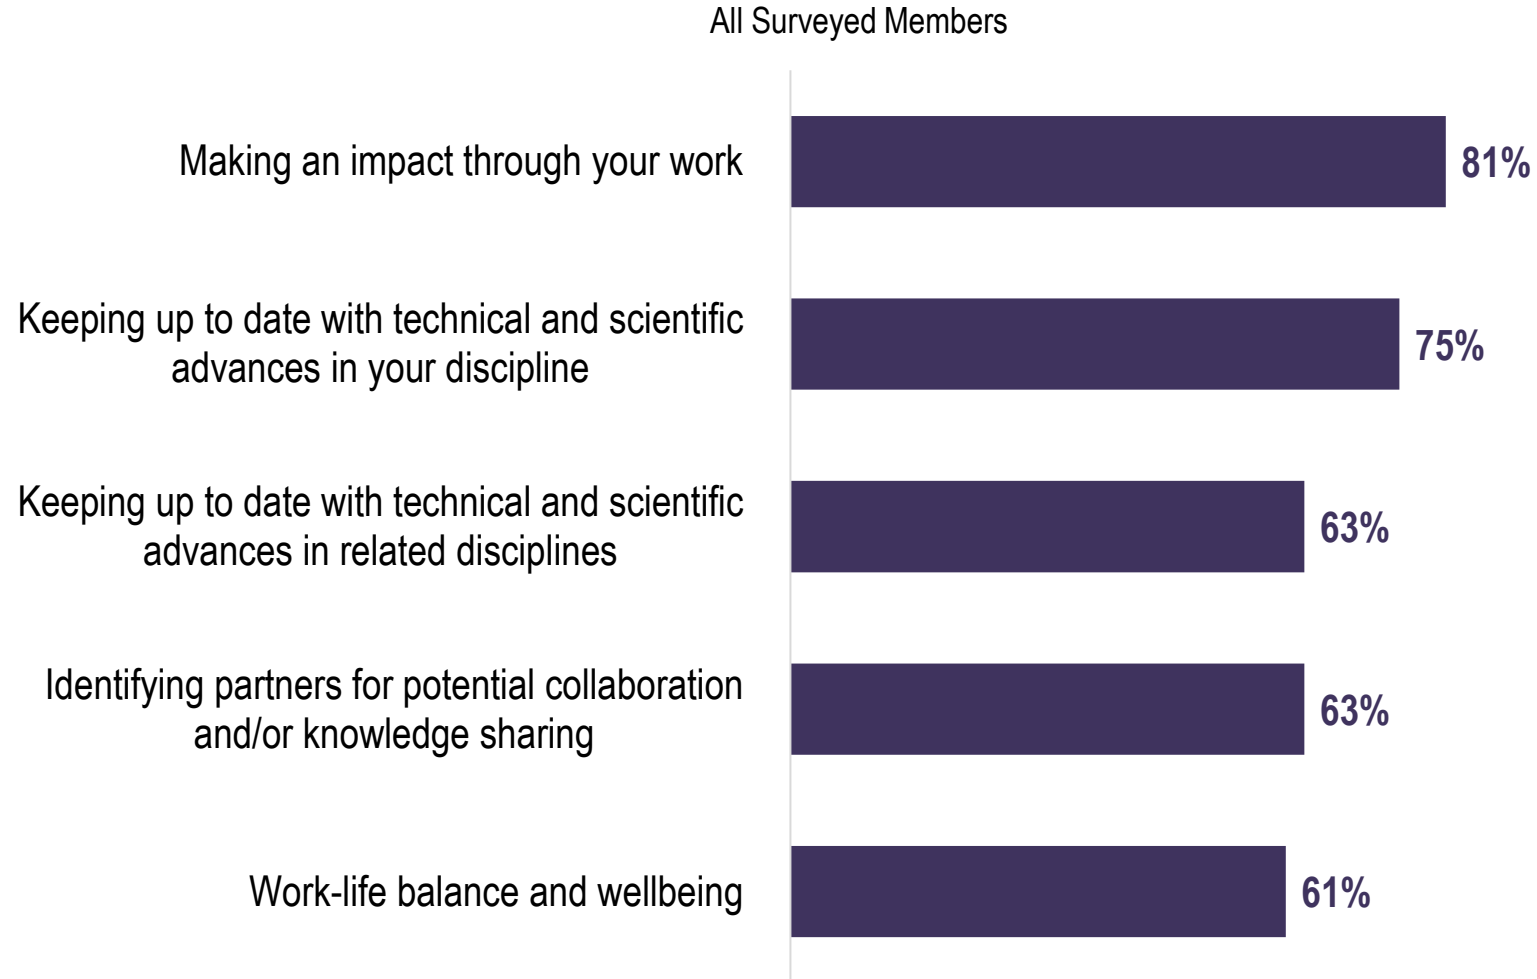 All Surveyed Members
Making an impact through your work
81%
Keeping up to date with technical and scientific
advances in your discipline
75%
Keeping up to date with technical and scientific
advances in related disciplines
63%
Identifying partners for potential collaboration
and/or knowledge sharing
63%
Work-life balance and wellbeing
61%